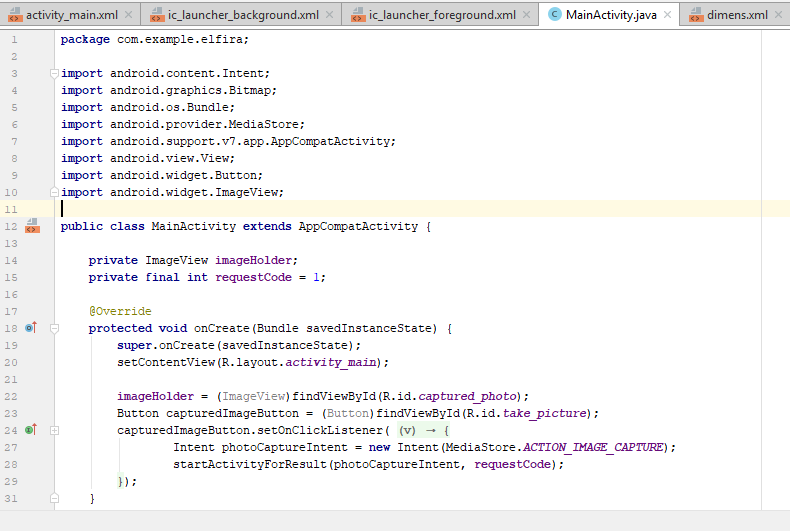 activity_main.xml × ic_launcher_background.xml × ic_launcher_foreground.xml × MainActivity.java × dimens.xml ×
1 package com.example.elfira;
2
3 import android.content.Intent;
4 import android.graphics.Bitmap;
5 import android.os.Bundle;
6 import android.provider.MediaStore;
7 import android.support.v7.app.AppCompatActivity;
8 import android.view.View;
9 import android.widget.Button;
10 import android.widget.ImageView;
11
12 public class MainActivity extends AppCompatActivity {
13
14 private ImageView imageHolder;
15 private final int requestCode = 1;
16
17 @Override
18 protected void onCreate(Bundle savedInstanceState) {
19 super.onCreate(savedInstanceState);
20 setContentView(R.layout.activity_main);
21
22 imageHolder = (ImageView)findViewById(R.id.captured_photo);
23 Button capturedImageButton = (Button)findViewById(R.id.take_picture);
24 capturedImageButton.setOnClickListener( (v) → {
27 Intent photoCaptureIntent = new Intent(MediaStore.ACTION_IMAGE_CAPTURE);
28 startActivityForResult(photoCaptureIntent, requestCode);
29 });
31 }